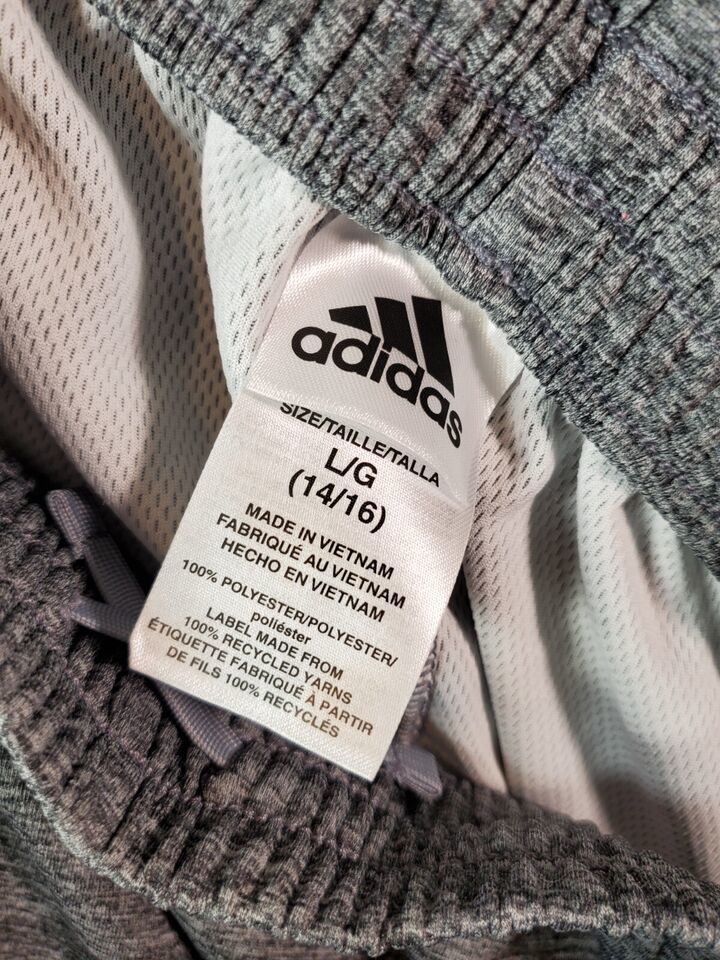 adidas
SIZE/TAILLE/TALLA
L/G
(14/16)
MADE IN VIETNAM
FABRIQUÉ AU VIETNAM
HECHO EN VIETNAM
100% POLYESTER/POLYESTER/
poliéster
LABEL MADE FROM
100% RECYCLED YARNS
ÉTIQUETTE FABRIQUÉ À PARTIR
DE FILS 100% RECYCLÉS